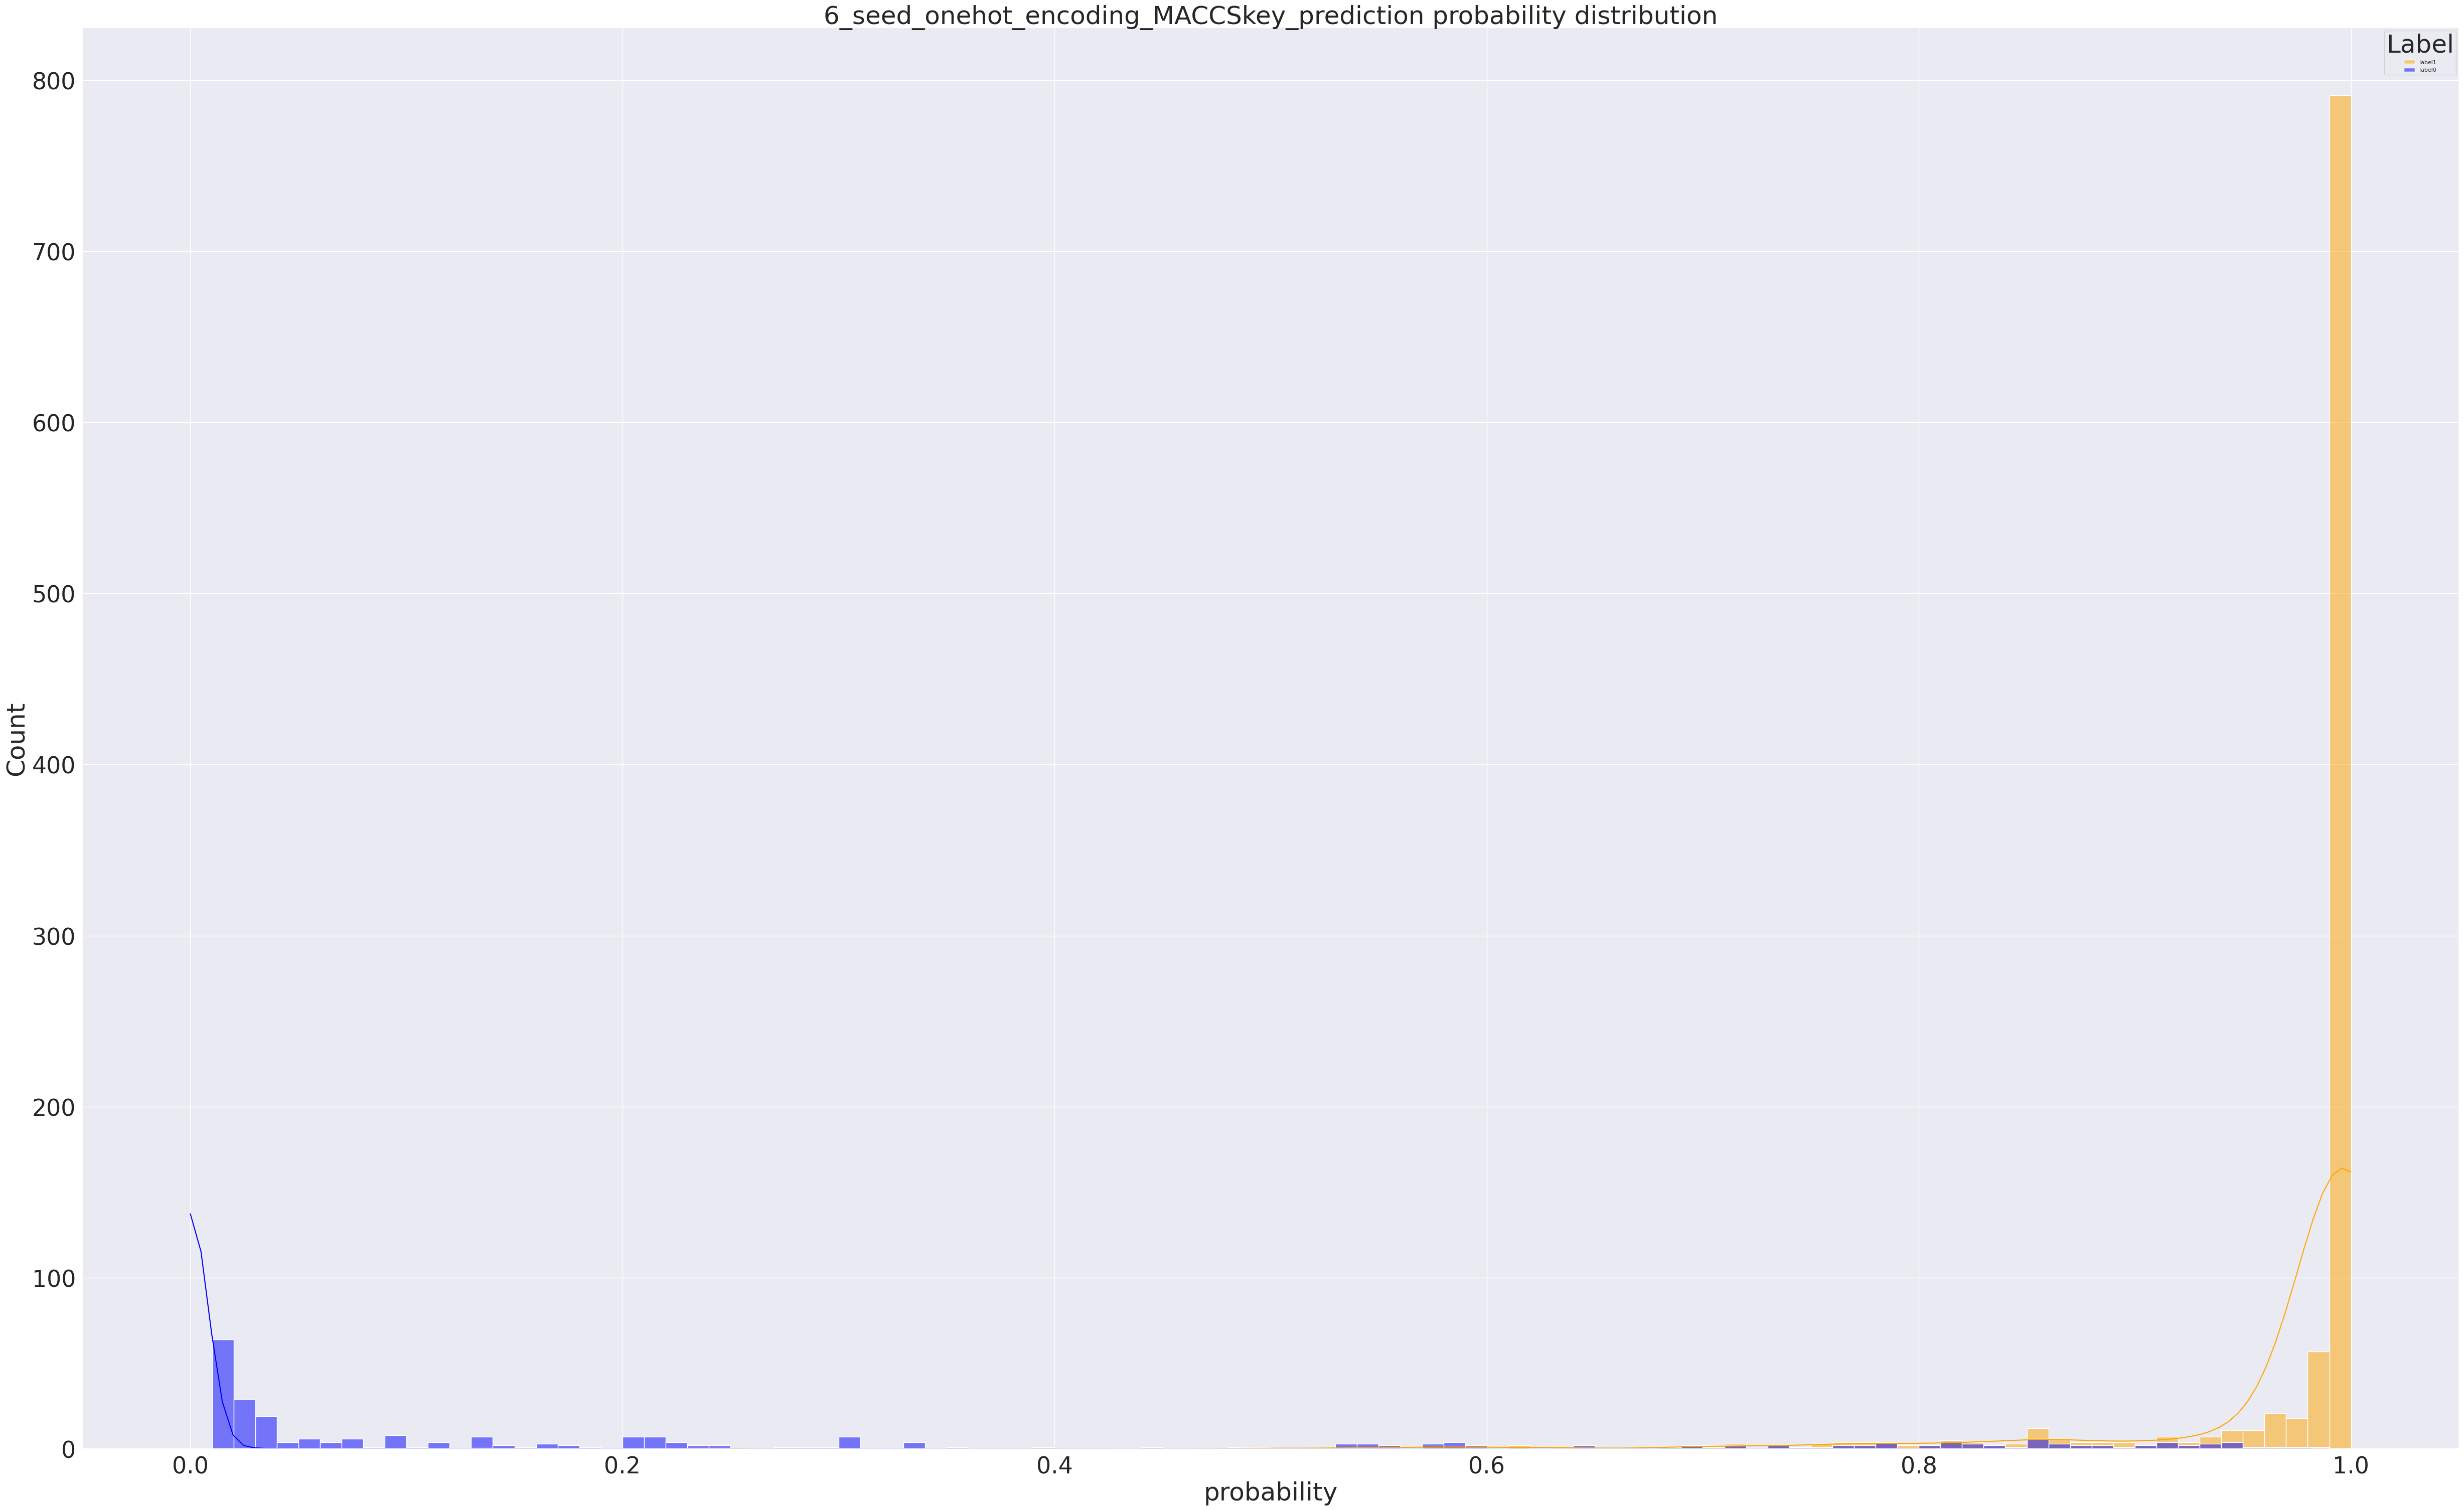 6_seed_onehot_encoding_MACCSkey_prediction probability distribution
Label
label1
label0
800
700
600
500
400
300
200
100
0
Count
0.0 0.2 0.4 0.6 0.8 1.0
probability